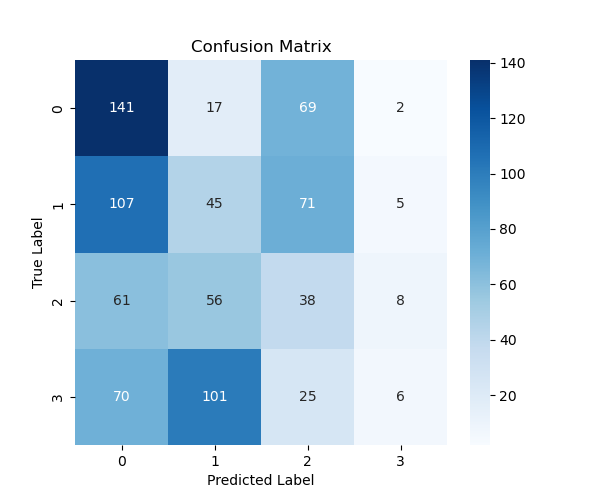 Confusion Matrix
0 141 17 69 2
1 107 45 71 5
2 61 56 38 8
3 70 101 25 6
0 1 2 3
True Label
Predicted Label
140
120
100
80
60
40
20